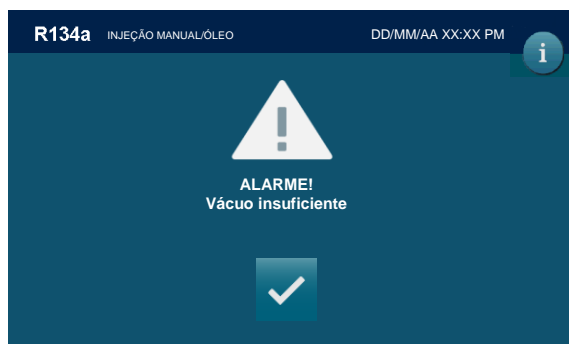 R134a INJEÇÃO MANUAL/ÓLEO DD/MM/AA XX:XX PM
i
ALARME!
Vácuo insuficiente